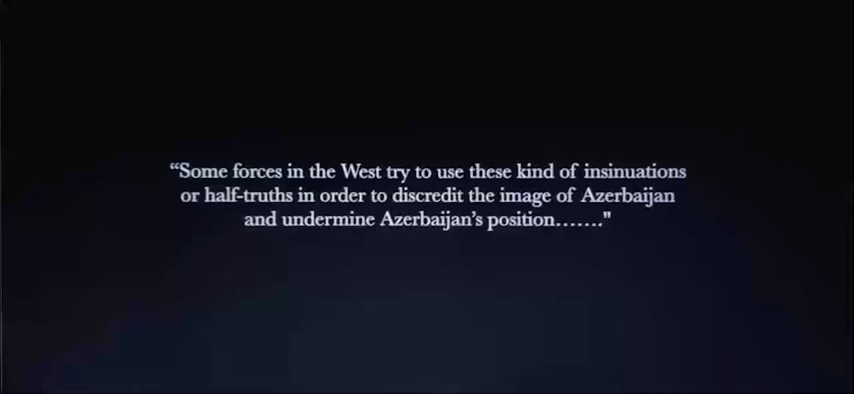 “Some forces in the West try to use these kind of insinuations
or half-truths in order to discredit the image of Azerbaijan
and undermine Azerbaijan’s position......."